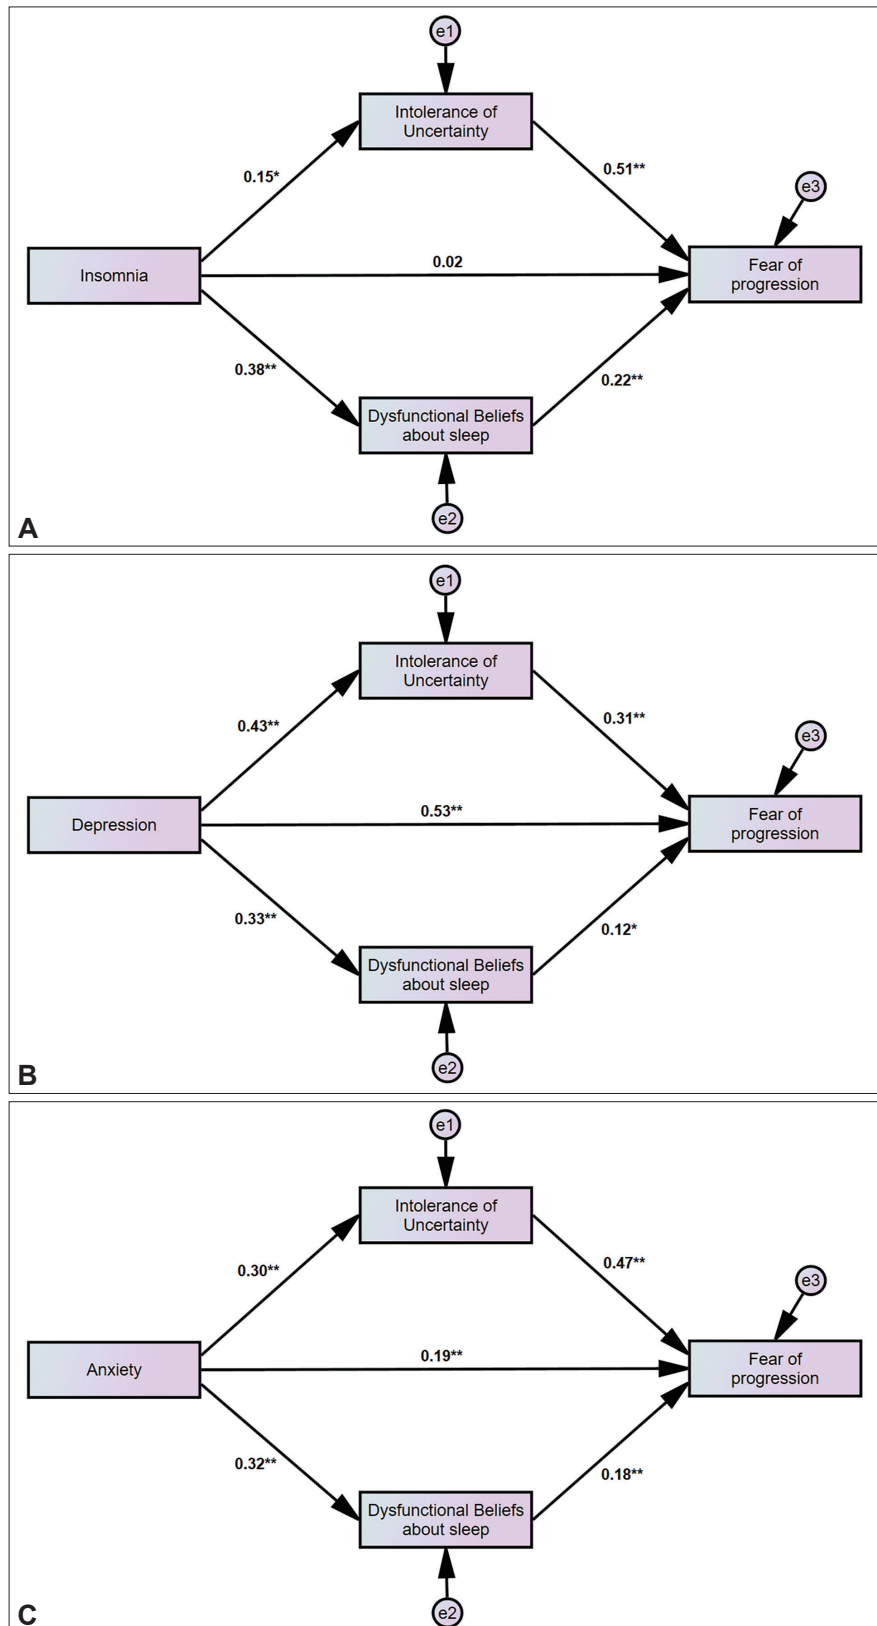 e1
Intolerance of
Uncertainty
0.15*
0.51**
e3
Insomnia
0.02
Fear of
progression
0.38**
0.22**
Dysfunctional Beliefs
about sleep
e2
A
e1
Intolerance of
Uncertainty
0.43**
0.31**
e3
Depression
0.53**
Fear of
progression
0.33**
0.12*
Dysfunctional Beliefs
about sleep
e2
B
e1
Intolerance of
Uncertainty
0.30**
0.47**
e3
Anxiety
0.19**
Fear of
progression
0.32**
0.18**
Dysfunctional Beliefs
about sleep
e2
C